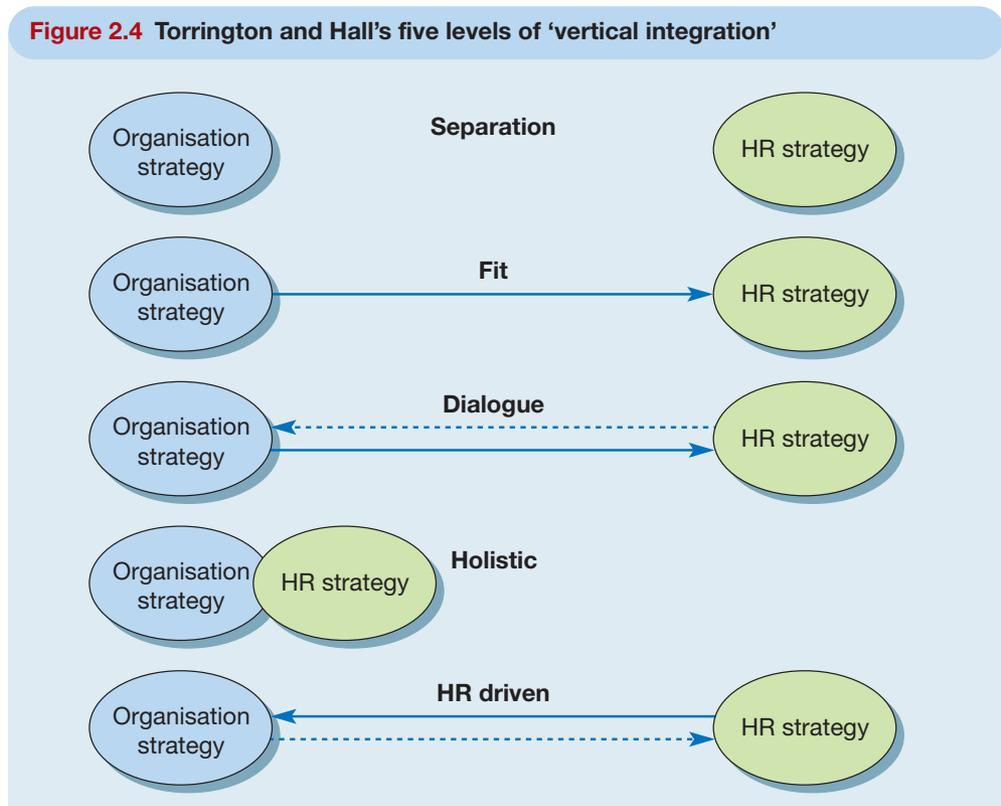 Figure 2.4 Torrington and Hall's five levels of 'vertical integration'
Organisation
strategy
Separation
HR strategy
Organisation
strategy
Fit
HR strategy
Organisation
strategy
Dialogue
HR strategy
Organisation
strategy
HR strategy
Holistic
Organisation
strategy
HR driven
HR strategy